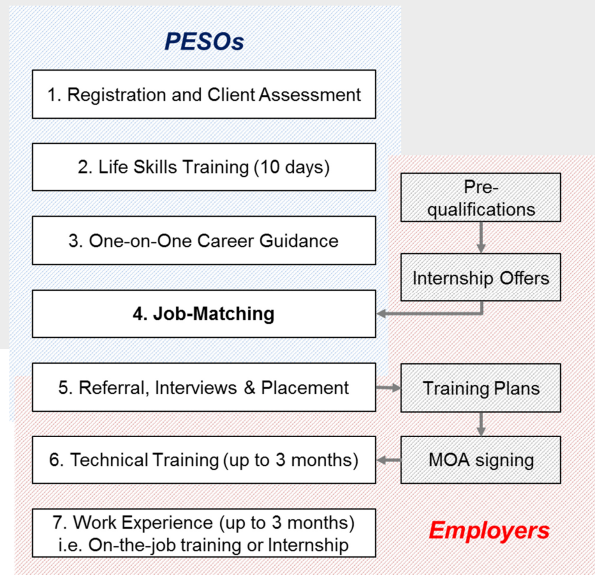 PESOs
1. Registration and Client Assessment
2. Life Skills Training (10 days)
Pre-
qualifications
3. One-on-One Career Guidance
Internship Offers
4. Job-Matching
5. Referral, Interviews & Placement
Training Plans
6. Technical Training (up to 3 months)
MOA signing
7. Work Experience (up to 3 months)
i.e. On-the-job training or Internship
Employers